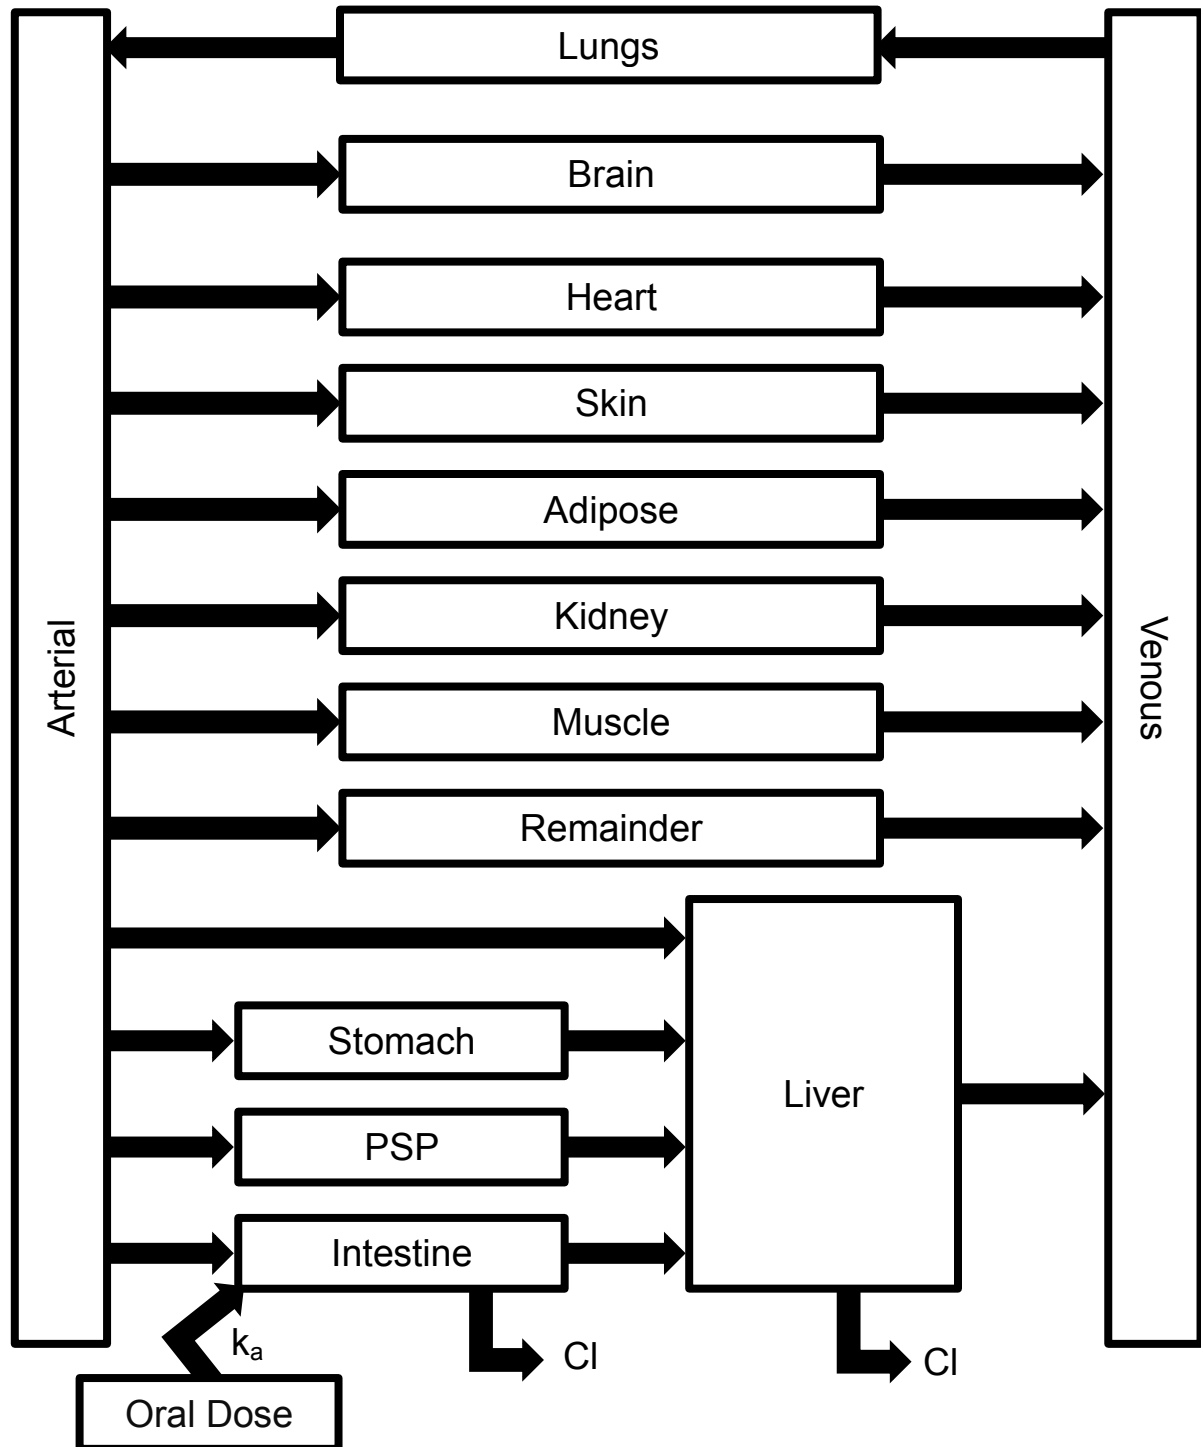 Lungs
Brain
Heart
Skin
Adipose
Kidney
Arterial
Venous
Muscle
Remainder
Stomach
Liver
PSP
Intestine
kₐ
Cl
Cl
Oral Dose